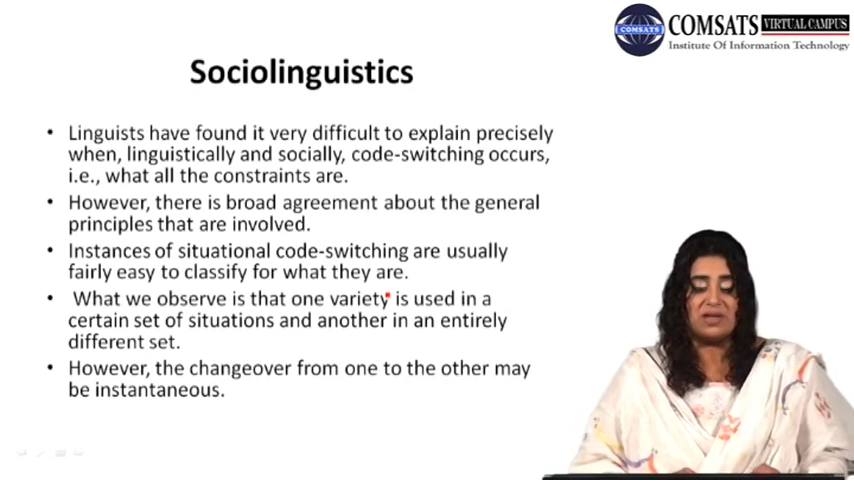 COMSATS VIRTUAL CAMPUS
COMSATS
Institute Of Information Technology
Sociolinguistics
• Linguists have found it very difficult to explain precisely
when, linguistically and socially, code-switching occurs,
i.e., what all the constraints are.
• However, there is broad agreement about the general
principles that are involved.
• Instances of situational code-switching are usually
fairly easy to classify for what they are.
• What we observe is that one variety is used in a
certain set of situations and another in an entirely
different set.
• However, the changeover from one to the other may
be instantaneous.